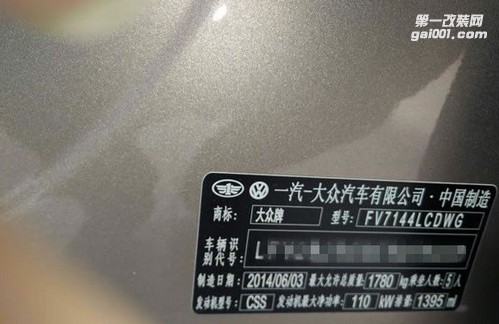 第一改装网
gai001.com
一汽-大众汽车有限公司·中国制造
商标: 大众牌 型号: FV7144LCDWG
车辆识
别代号: L
制造日期: 2014/06/03 最大允许总质量: 1780 kg 乘坐人数: 5 人
发动机型号: CSS 发动机最大净功率: 110 kW 排量: 1395 ml